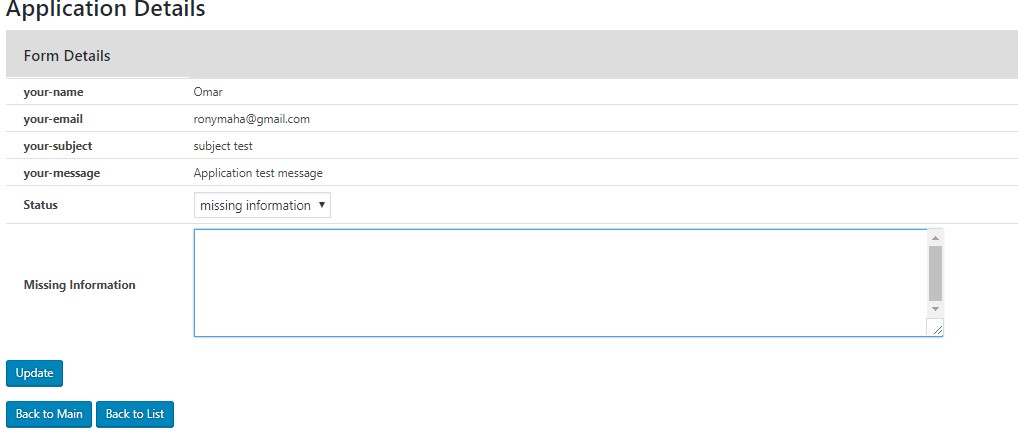 Application Details
Form Details
your-name Omar
your-email ronymaha@gmail.com
your-subject subject test
your-message Application test message
Status missing information
Missing Information
Update
Back to Main Back to List